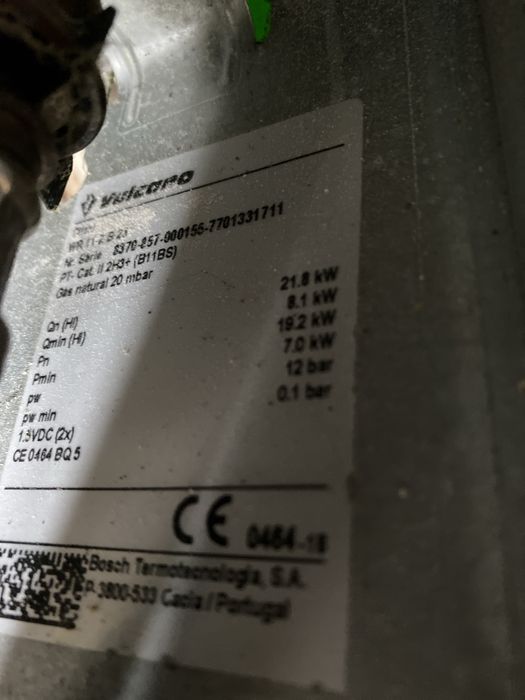 Vulcano
WR 11-2 B 23
Nr. Série 8370-857-000155-7701331711
PT- Cat. II 2H3+ (B11BS)
Gás natural 20 mbar
Qn (Hi) 21.8 kW
Qmin (Hi) 8.1 kW
Pn 19.2 kW
Pmin 7.0 kW
pw 12 bar
pw min 0.1 bar
1.5VDC (2x)
CE 0464 BQ 5
CE 0464-18
Bosch Termotecnologia, S.A.
P-3800-533 Cacia / Portugal